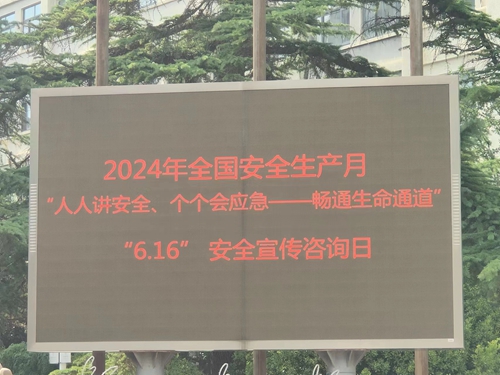 2024年全国安全生产月
“人人讲安全、个个会应急——畅通生命通道”
“6.16” 安全宣传咨询日